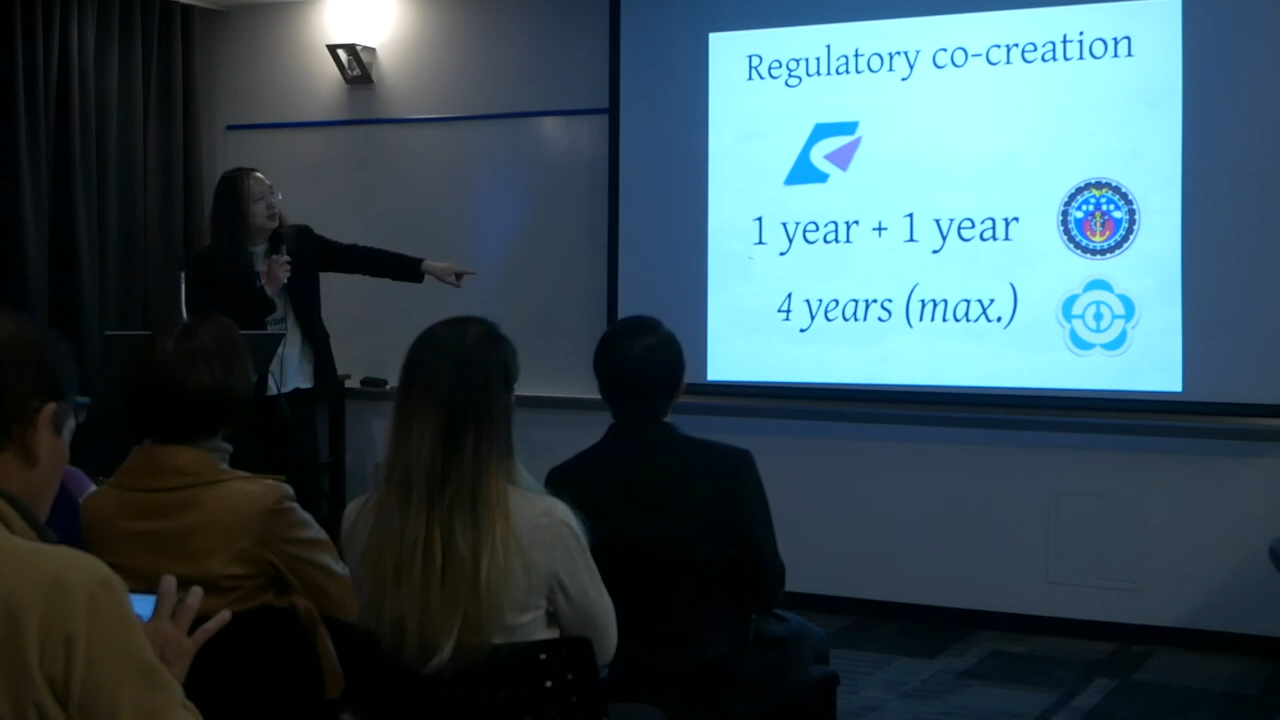 Regulatory co-creation
1 year + 1 year
4 years (max.)